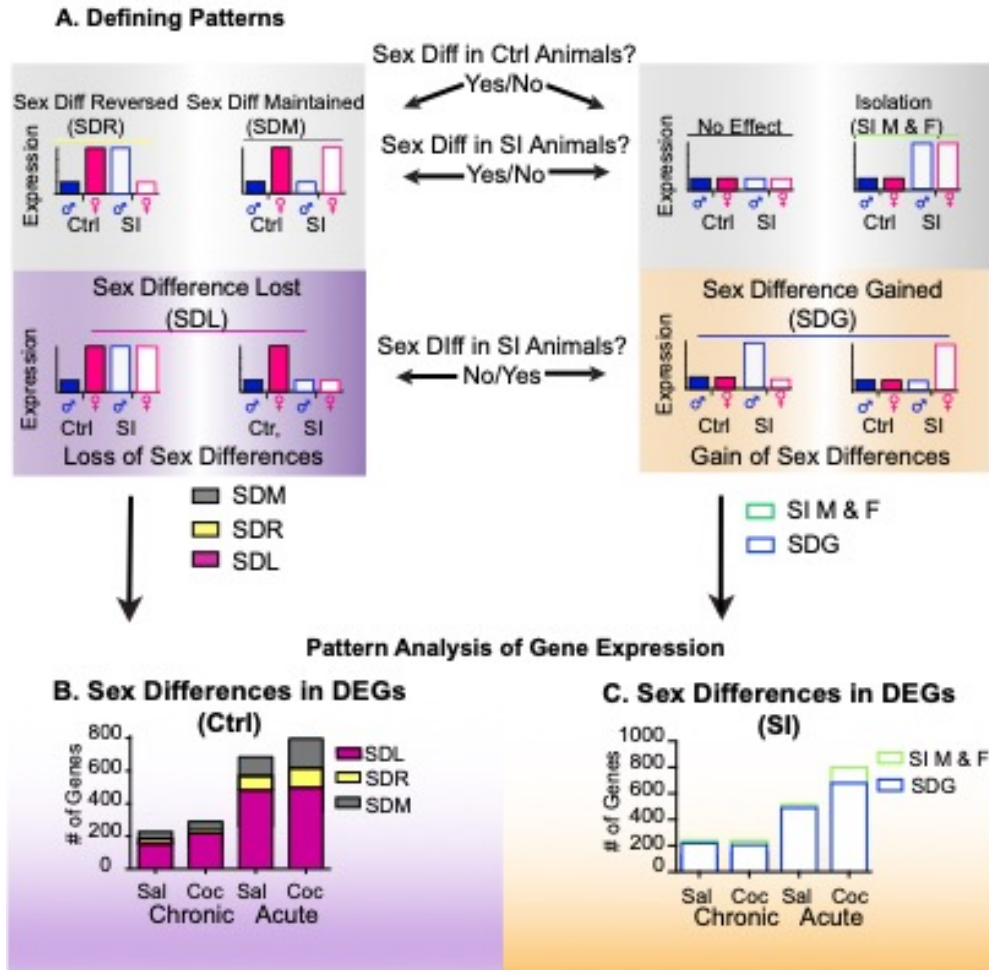 A. Defining Patterns
Sex Diff in Ctrl Animals?
Yes/No
Sex Diff Reversed
(SDR)
Sex Diff Maintained
(SDM)
Expression
♂ ♀ ♂ ♀
Ctrl SI
♂ ♀ ♂ ♀
Ctrl SI
Sex Diff in SI Animals?
Yes/No
No Effect
Isolation
(SI M & F)
Expression
♂ ♀ ♂ ♀
Ctrl SI
♂ ♀ ♂ ♀
Ctrl SI
Sex Difference Lost
(SDL)
Expression
♂ ♀ ♂ ♀
Ctrl SI
♂ ♀ ♂ ♀
Ctr, SI
Loss of Sex Differences
Sex DIff in SI Animals?
No/Yes
Sex Difference Gained
(SDG)
Expression
♂ ♀ ♂ ♀
Ctrl SI
♂ ♀ ♂ ♀
Ctrl SI
Gain of Sex Differences
SDM
SDR
SDL
SI M & F
SDG
Pattern Analysis of Gene Expression
B. Sex Differences in DEGs
(Ctrl)
# of Genes
800
600
400
200
0
Sal Coc Sal Coc
Chronic Acute
SDL
SDR
SDM
C. Sex Differences in DEGs
(SI)
# of Genes
1000
800
600
400
200
0
Sal Coc Sal Coc
Chronic Acute
SI M & F
SDG